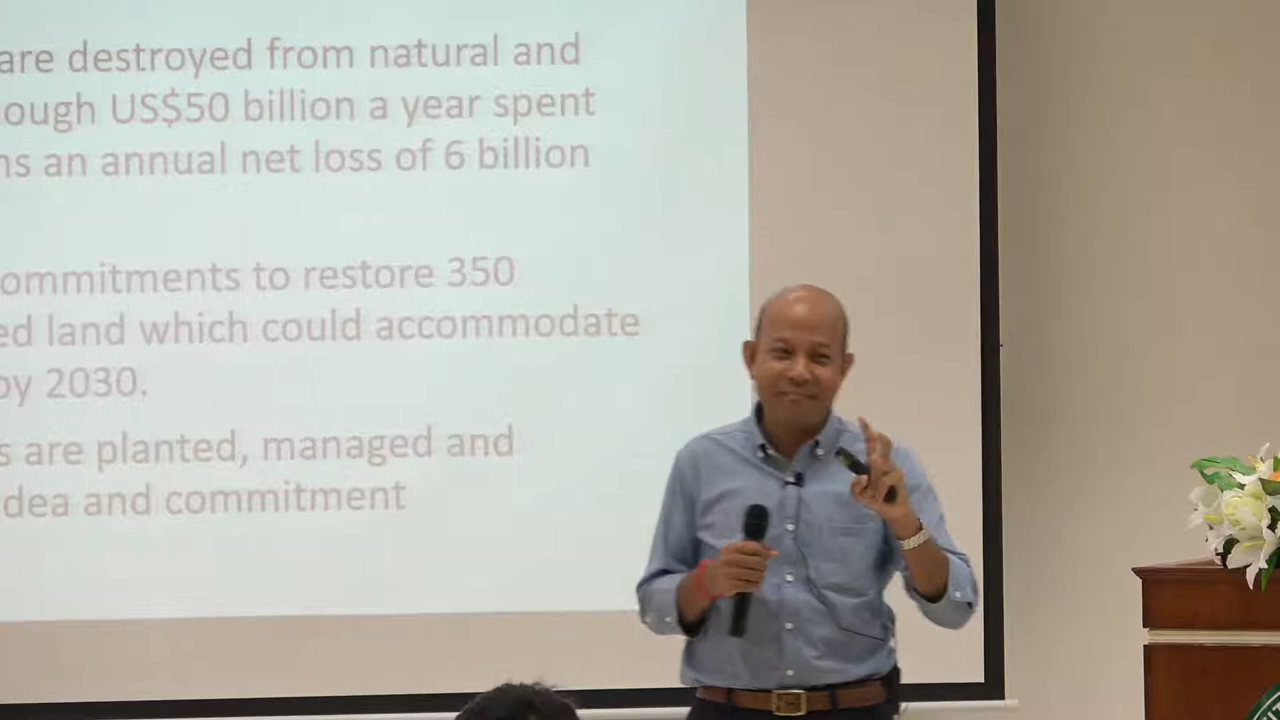 are destroyed from natural and
ough US$50 billion a year spent
ns an annual net loss of 6 billion
ommitments to restore 350
ed land which could accommodate
by 2030.
s are planted, managed and
dea and commitment